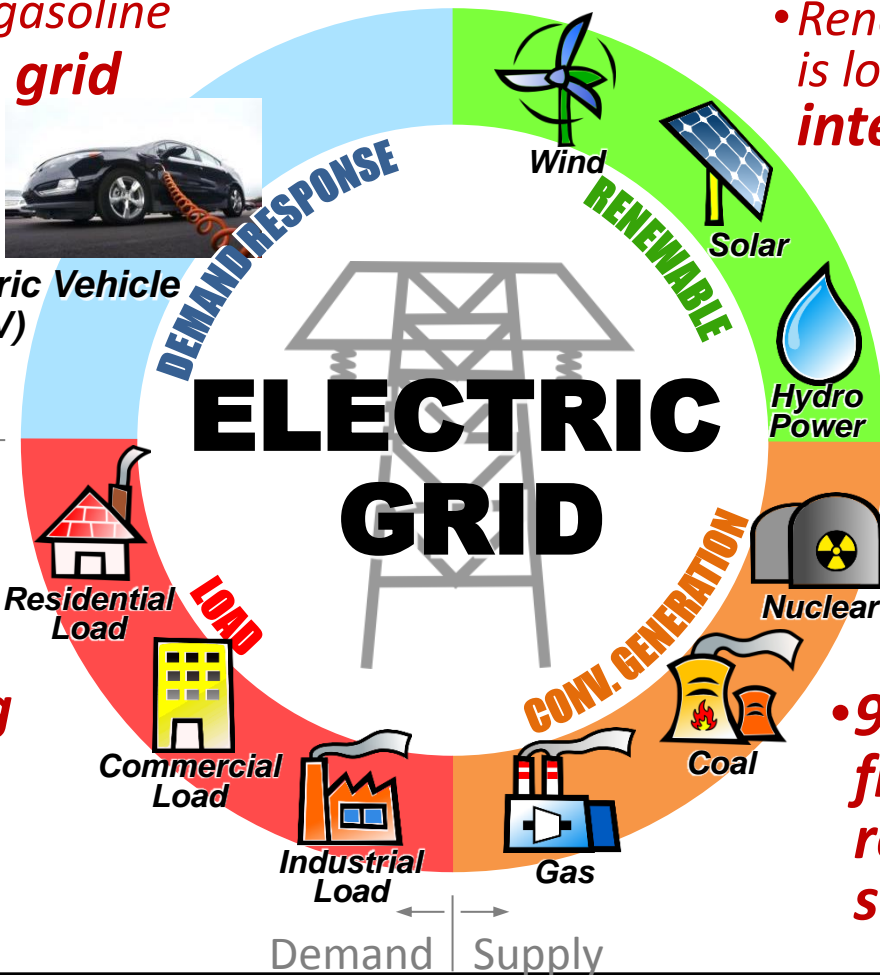 gasoline
grid
• Ren
is lo
inte
Wind
Solar
Hydro
Power
RENEWABLE
DEMAND RESPONSE
ric Vehicle
V)
ELECTRIC
GRID
Residential
Load
LOAD
Commercial
Load
Industrial
Load
CONV. GENERATION
Nuclear
Coal
Gas
g
•9
fi
re
s
Demand | Supply